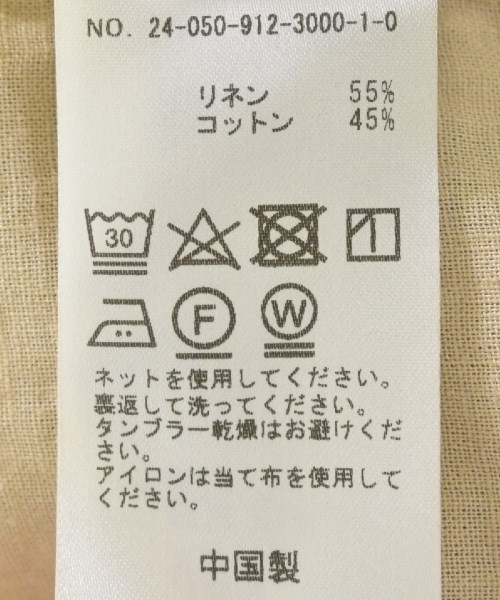 NO. 24-050-912-3000-1-0
リネン 55%
コットン 45%
30
F W
ネットを使用してください。
裏返して洗ってください。
タンブラー乾燥はお避けくだ
さい。
アイロンは当て布を使用して
ください。
中国製